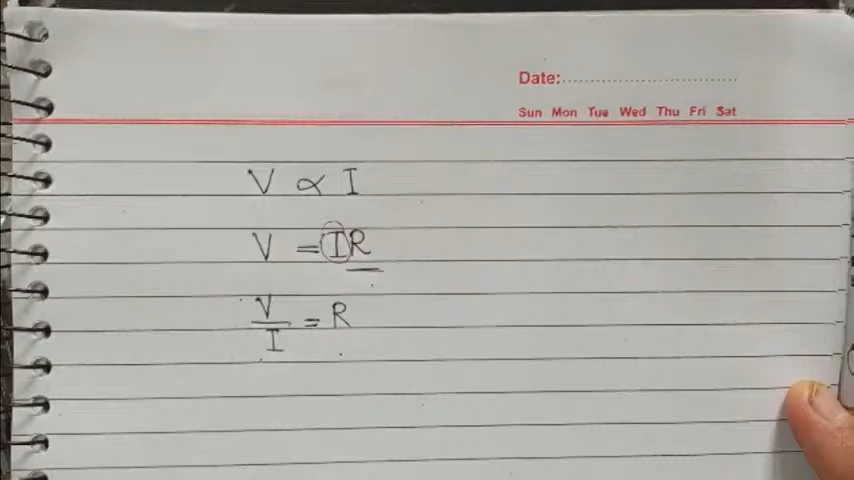 Date:
Sun Mon Tue Wed Thu Fri Sat
V ∝ I
V = IR
V/I = R